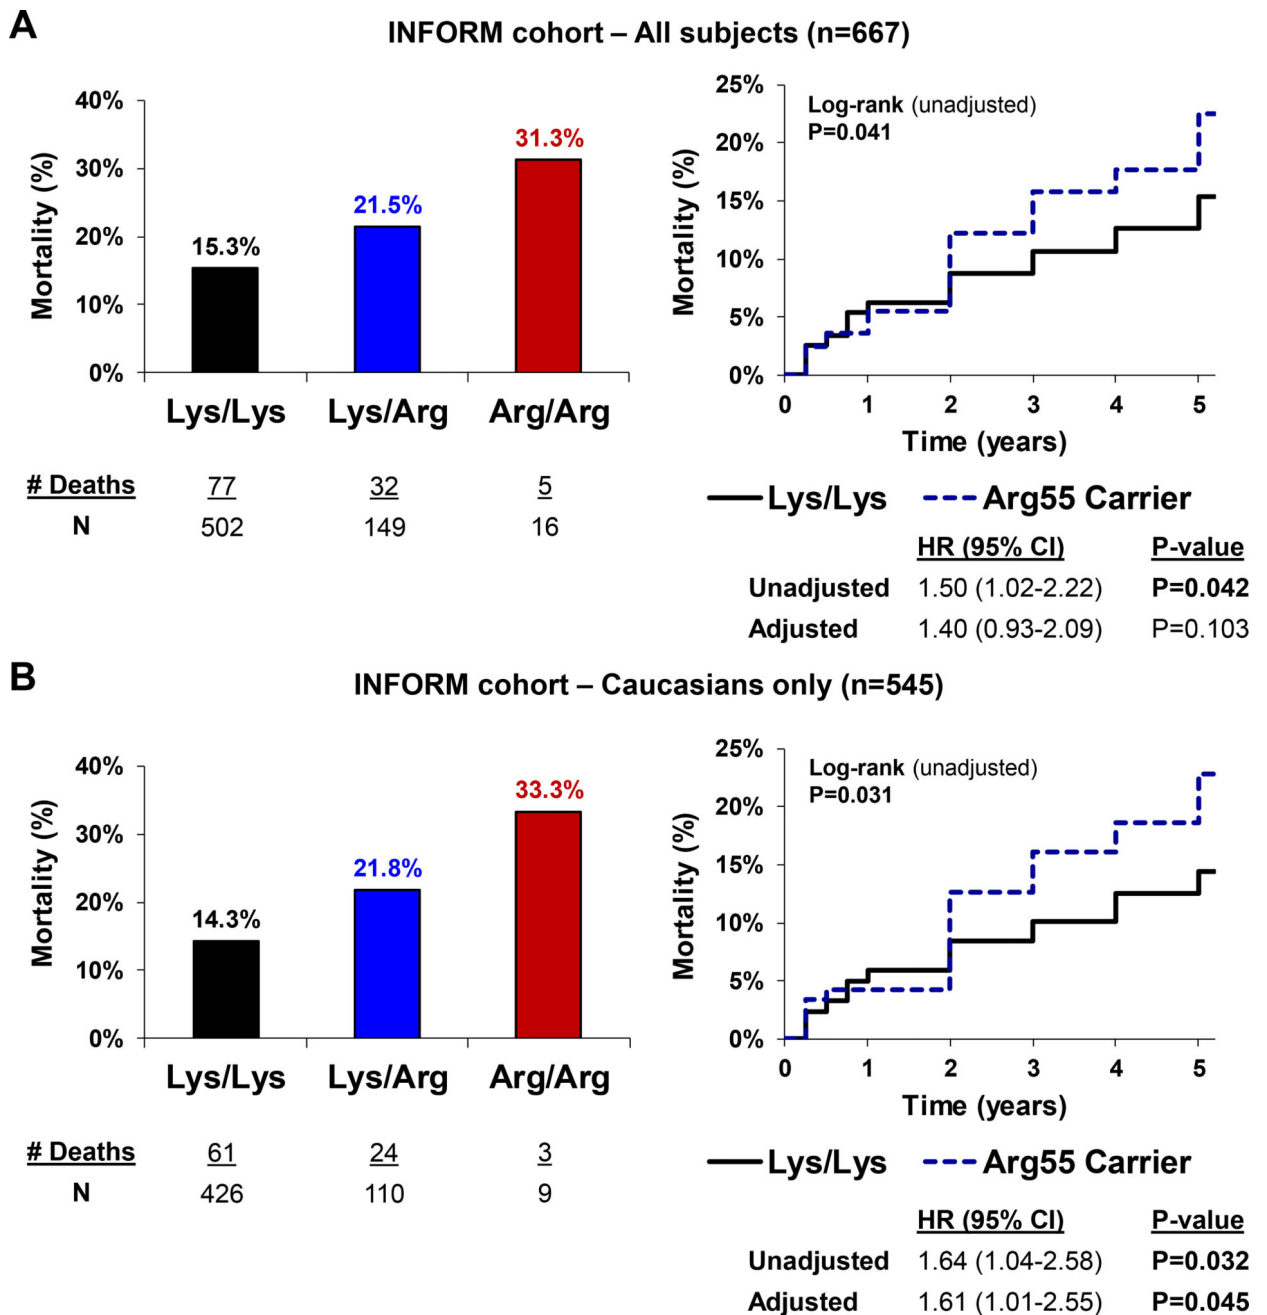 A
INFORM cohort – All subjects (n=667)
Mortality (%)
40%
30%
20%
10%
0%
15.3%
21.5%
31.3%
Lys/Lys Lys/Arg Arg/Arg
# Deaths 77 32 5
N 502 149 16
Mortality (%)
25%
20%
15%
10%
5%
0%
Log-rank (unadjusted)
P=0.041
0 1 2 3 4 5
Time (years)
Lys/Lys Arg55 Carrier
HR (95% CI) P-value
Unadjusted 1.50 (1.02-2.22) P=0.042
Adjusted 1.40 (0.93-2.09) P=0.103
B
INFORM cohort – Caucasians only (n=545)
Mortality (%)
40%
30%
20%
10%
0%
14.3%
21.8%
33.3%
Lys/Lys Lys/Arg Arg/Arg
# Deaths 61 24 3
N 426 110 9
Mortality (%)
25%
20%
15%
10%
5%
0%
Log-rank (unadjusted)
P=0.031
0 1 2 3 4 5
Time (years)
Lys/Lys Arg55 Carrier
HR (95% CI) P-value
Unadjusted 1.64 (1.04-2.58) P=0.032
Adjusted 1.61 (1.01-2.55) P=0.045